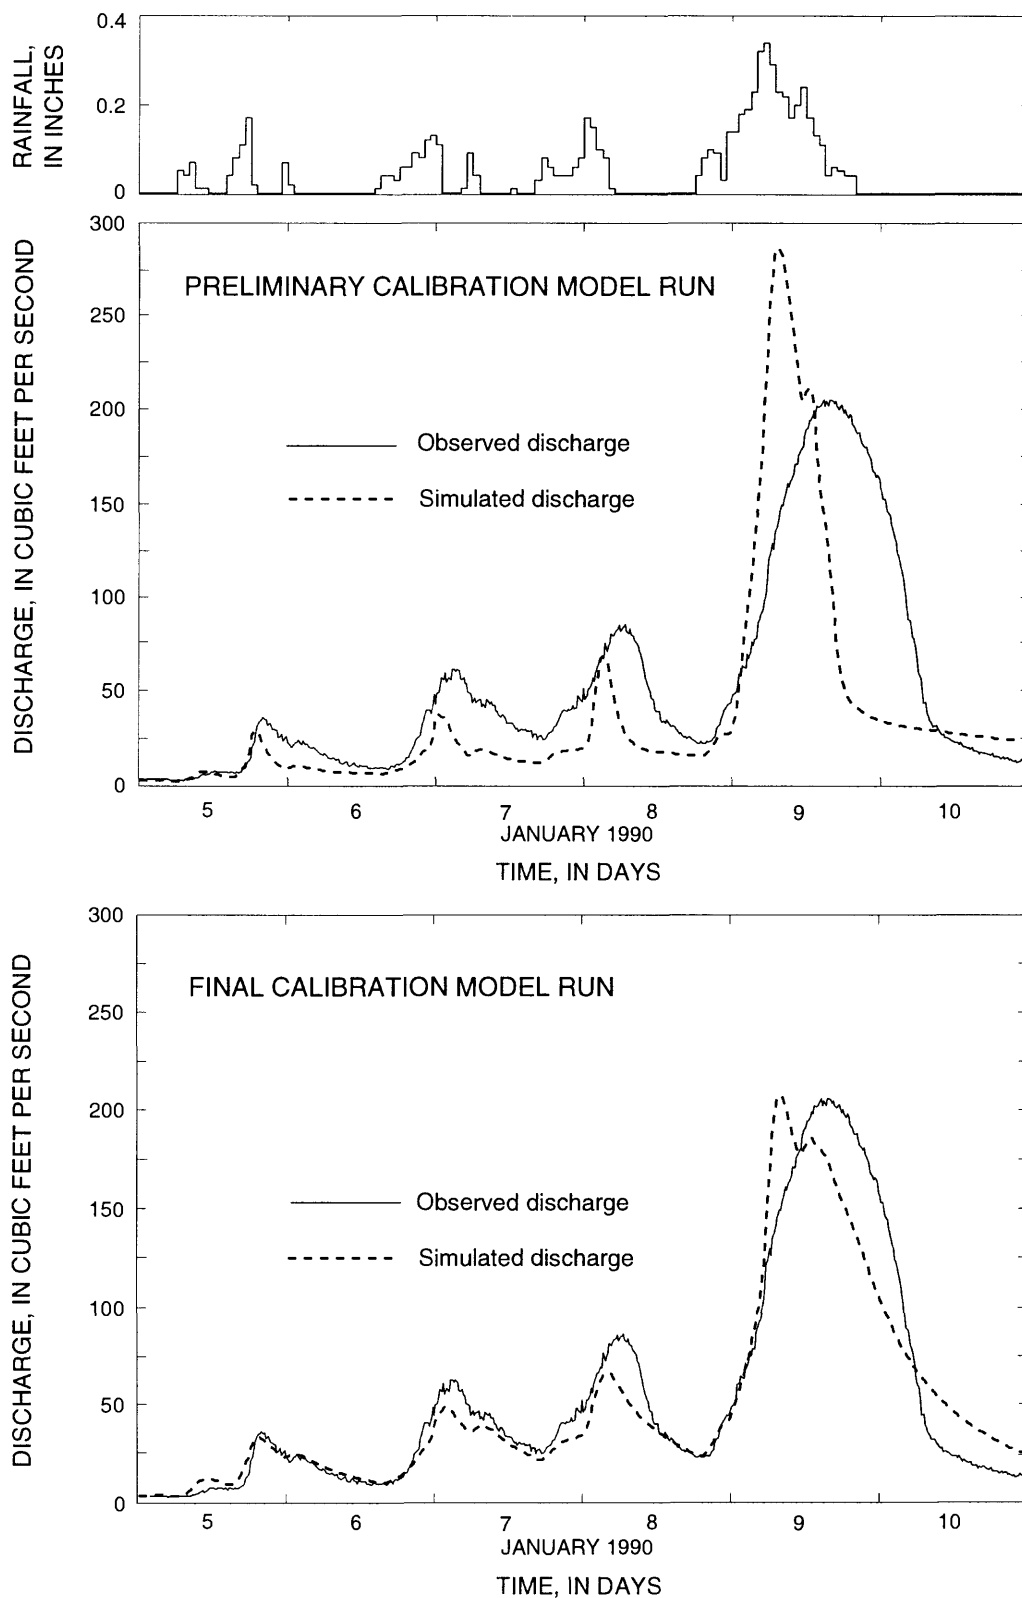 RAINFALL,
IN INCHES
0.4
0.2
0
DISCHARGE, IN CUBIC FEET PER SECOND
300
250
200
150
100
50
0
PRELIMINARY CALIBRATION MODEL RUN
Observed discharge
Simulated discharge
5 6 7 8 9 10
JANUARY 1990
TIME, IN DAYS
DISCHARGE, IN CUBIC FEET PER SECOND
300
250
200
150
100
50
0
FINAL CALIBRATION MODEL RUN
Observed discharge
Simulated discharge
5 6 7 8 9 10
JANUARY 1990
TIME, IN DAYS